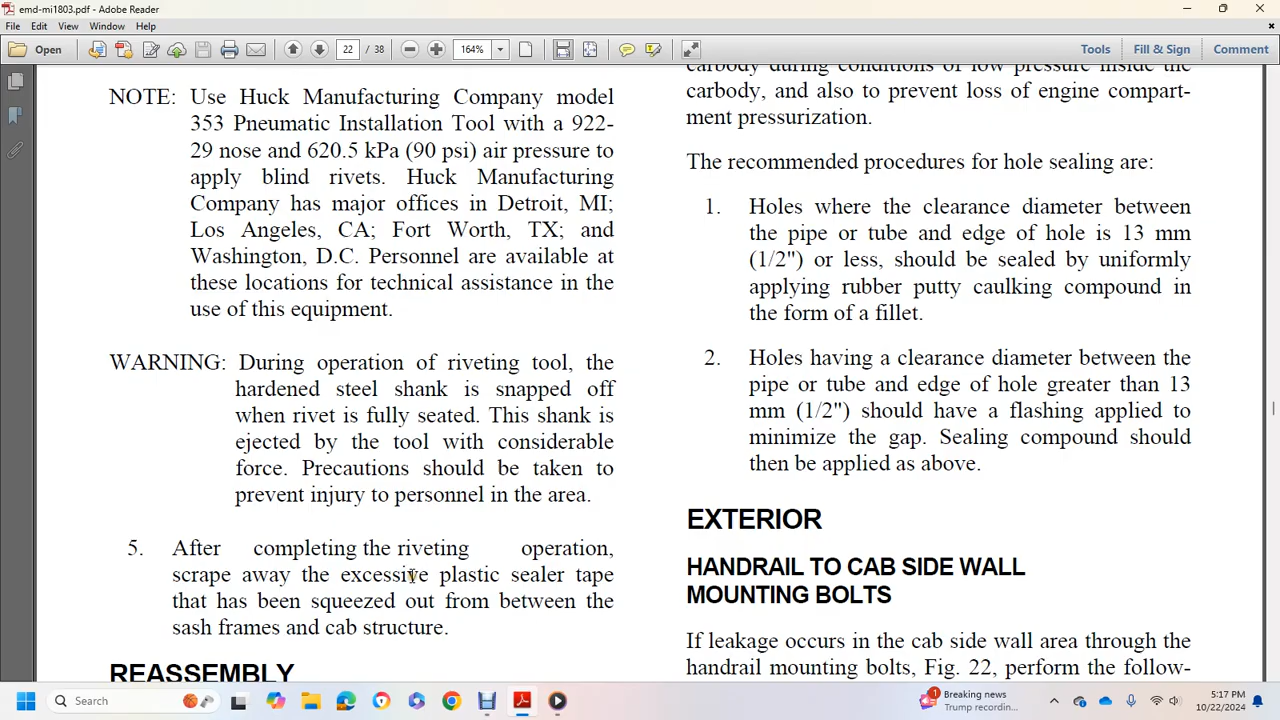 emd-mi1803.pdf - Adobe Reader
File Edit View Window Help
Open 22 / 38 164% Tools Fill & Sign Comment
NOTE: Use Huck Manufacturing Company model
353 Pneumatic Installation Tool with a 922-
29 nose and 620.5 kPa (90 psi) air pressure to
apply blind rivets. Huck Manufacturing
Company has major offices in Detroit, MI;
Los Angeles, CA; Fort Worth, TX; and
Washington, D.C. Personnel are available at
these locations for technical assistance in the
use of this equipment.
WARNING: During operation of riveting tool, the
hardened steel shank is snapped off
when rivet is fully seated. This shank is
ejected by the tool with considerable
force. Precautions should be taken to
prevent injury to personnel in the area.
5. After completing the riveting operation,
scrape away the excessive plastic sealer tape
that has been squeezed out from between the
sash frames and cab structure.
REASSEMBLY
carbody during conditions of low pressure inside the
carbody, and also to prevent loss of engine compart-
ment pressurization.
The recommended procedures for hole sealing are:
1. Holes where the clearance diameter between
the pipe or tube and edge of hole is 13 mm
(1/2") or less, should be sealed by uniformly
applying rubber putty caulking compound in
the form of a fillet.
2. Holes having a clearance diameter between the
pipe or tube and edge of hole greater than 13
mm (1/2") should have a flashing applied to
minimize the gap. Sealing compound should
then be applied as above.
EXTERIOR
HANDRAIL TO CAB SIDE WALL
MOUNTING BOLTS
If leakage occurs in the cab side wall area through the
handrail mounting bolts, Fig. 22, perform the follow-
Search
1
Breaking news
Trump recordin...
5:17 PM
10/22/2024